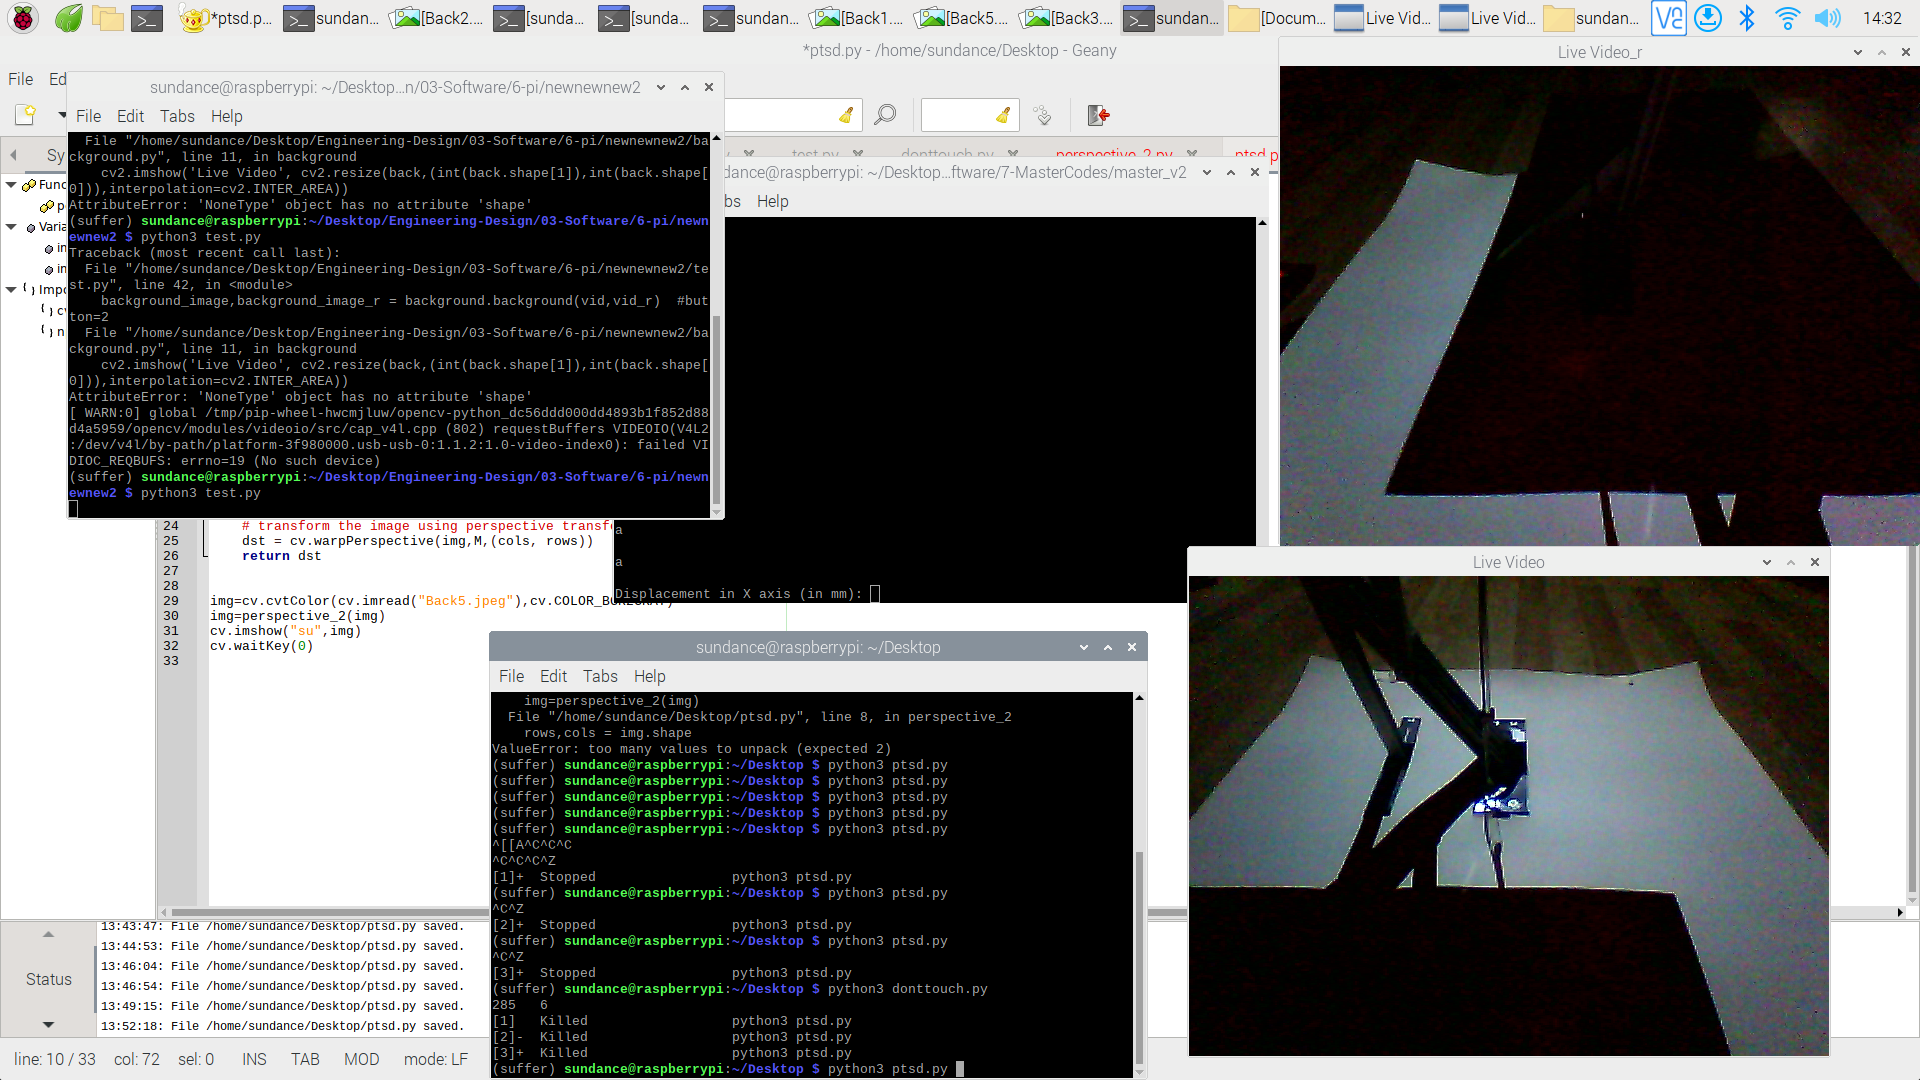 *ptsd.p...
sundan...
[Back2....
[sunda...
[sunda...
sundan...
[Back1....
[Back5....
[Back3....
sundan...
[Docum...
Live Vid...
Live Vid...
sundan...
14:32
*ptsd.py - /home/sundance/Desktop - Geany
File Ed
Sy
Func
p
Varia
in
in
Impo
c
n
test.py
donttouch.py
perspective_2.py
ptsd.p
sundance@raspberrypi: ~/Desktop...n/03-Software/6-pi/newnewnew2
File Edit Tabs Help
File "/home/sundance/Desktop/Engineering-Design/03-Software/6-pi/newnewnew2/ba
ckground.py", line 11, in background
cv2.imshow('Live Video', cv2.resize(back,(int(back.shape[1]),int(back.shape[
0])),interpolation=cv2.INTER_AREA))
AttributeError: 'NoneType' object has no attribute 'shape'
(suffer) sundance@raspberrypi:~/Desktop/Engineering-Design/03-Software/6-pi/newn
ewnew2 $ python3 test.py
Traceback (most recent call last):
File "/home/sundance/Desktop/Engineering-Design/03-Software/6-pi/newnewnew2/te
st.py", line 42, in <module>
background_image,background_image_r = background.background(vid,vid_r)  #but
ton=2
File "/home/sundance/Desktop/Engineering-Design/03-Software/6-pi/newnewnew2/ba
ckground.py", line 11, in background
cv2.imshow('Live Video', cv2.resize(back,(int(back.shape[1]),int(back.shape[
0])),interpolation=cv2.INTER_AREA))
AttributeError: 'NoneType' object has no attribute 'shape'
[ WARN:0] global /tmp/pip-wheel-hwcmjluw/opencv-python_dc56ddd000dd4893b1f852d88
d4a5959/opencv/modules/videoio/src/cap_v4l.cpp (802) requestBuffers VIDEOIO(V4L2
:/dev/v4l/by-path/platform-3f980000.usb-usb-0:1.1.2:1.0-video-index0): failed VI
DIOC_REQBUFS: errno=19 (No such device)
(suffer) sundance@raspberrypi:~/Desktop/Engineering-Design/03-Software/6-pi/newn
ewnew2 $ python3 test.py
dance@raspberrypi: ~/Desktop...ftware/7-MasterCodes/master_v2
bs Help
a
a
Displacement in X axis (in mm):
24 # transform the image using perspective transf
25 dst = cv.warpPerspective(img,M,(cols, rows))
26 return dst
27
28
29 img=cv.cvtColor(cv.imread("Back5.jpeg"),cv.COLOR_BGR2GRAY)
30 img=perspective_2(img)
31 cv.imshow("su",img)
32 cv.waitKey(0)
33
sundance@raspberrypi: ~/Desktop
File Edit Tabs Help
img=perspective_2(img)
File "/home/sundance/Desktop/ptsd.py", line 8, in perspective_2
rows,cols = img.shape
ValueError: too many values to unpack (expected 2)
(suffer) sundance@raspberrypi:~/Desktop $ python3 ptsd.py
(suffer) sundance@raspberrypi:~/Desktop $ python3 ptsd.py
(suffer) sundance@raspberrypi:~/Desktop $ python3 ptsd.py
(suffer) sundance@raspberrypi:~/Desktop $ python3 ptsd.py
(suffer) sundance@raspberrypi:~/Desktop $ python3 ptsd.py
^[[A^C^C^C
^C^C^C^Z
[1]+  Stopped                 python3 ptsd.py
(suffer) sundance@raspberrypi:~/Desktop $ python3 ptsd.py
^C^Z
[2]+  Stopped                 python3 ptsd.py
(suffer) sundance@raspberrypi:~/Desktop $ python3 ptsd.py
^C^Z
[3]+  Stopped                 python3 ptsd.py
(suffer) sundance@raspberrypi:~/Desktop $ python3 donttouch.py
285   6
[1]   Killed                  python3 ptsd.py
[2]-  Killed                  python3 ptsd.py
[3]+  Killed                  python3 ptsd.py
(suffer) sundance@raspberrypi:~/Desktop $ python3 ptsd.py
Live Video_r
Live Video
Status
13:43:47: File /home/sundance/Desktop/ptsd.py saved.
13:44:53: File /home/sundance/Desktop/ptsd.py saved.
13:46:04: File /home/sundance/Desktop/ptsd.py saved.
13:46:54: File /home/sundance/Desktop/ptsd.py saved.
13:49:15: File /home/sundance/Desktop/ptsd.py saved.
13:52:18: File /home/sundance/Desktop/ptsd.py saved.
line: 10 / 33 col: 72 sel: 0 INS TAB MOD mode: LF